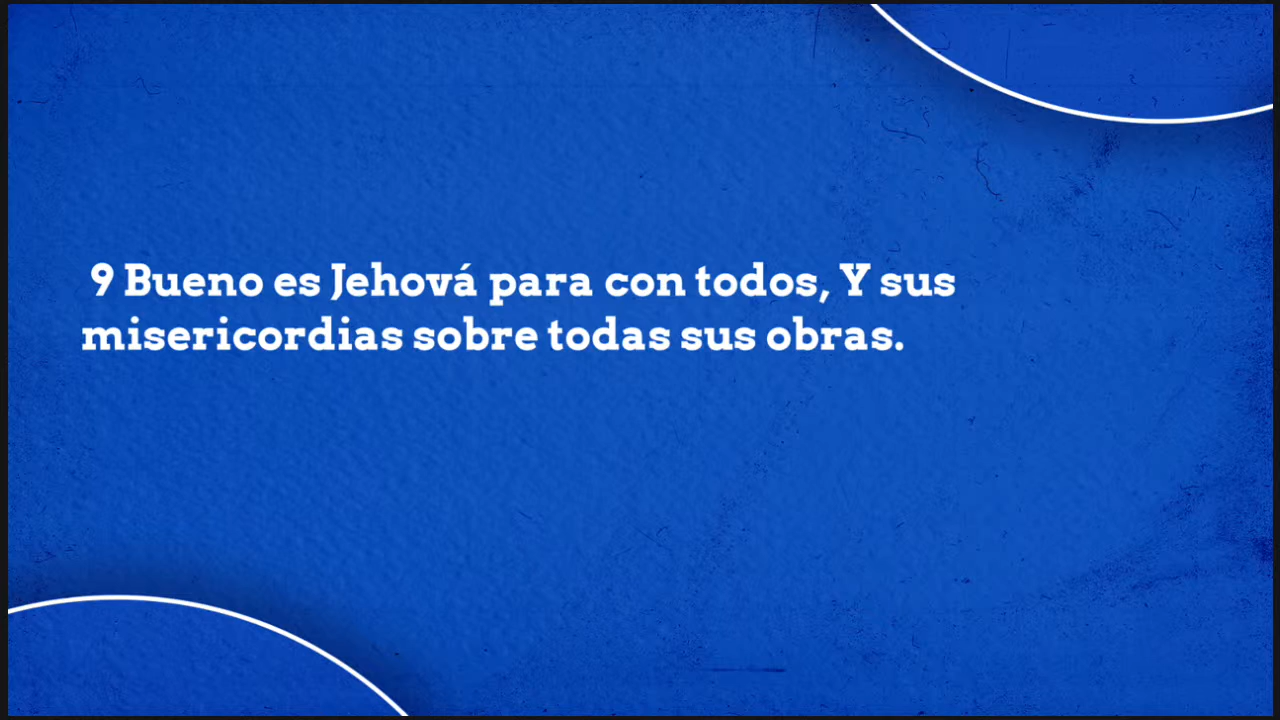 9 Bueno es Jehová para con todos, Y sus
misericordias sobre todas sus obras.